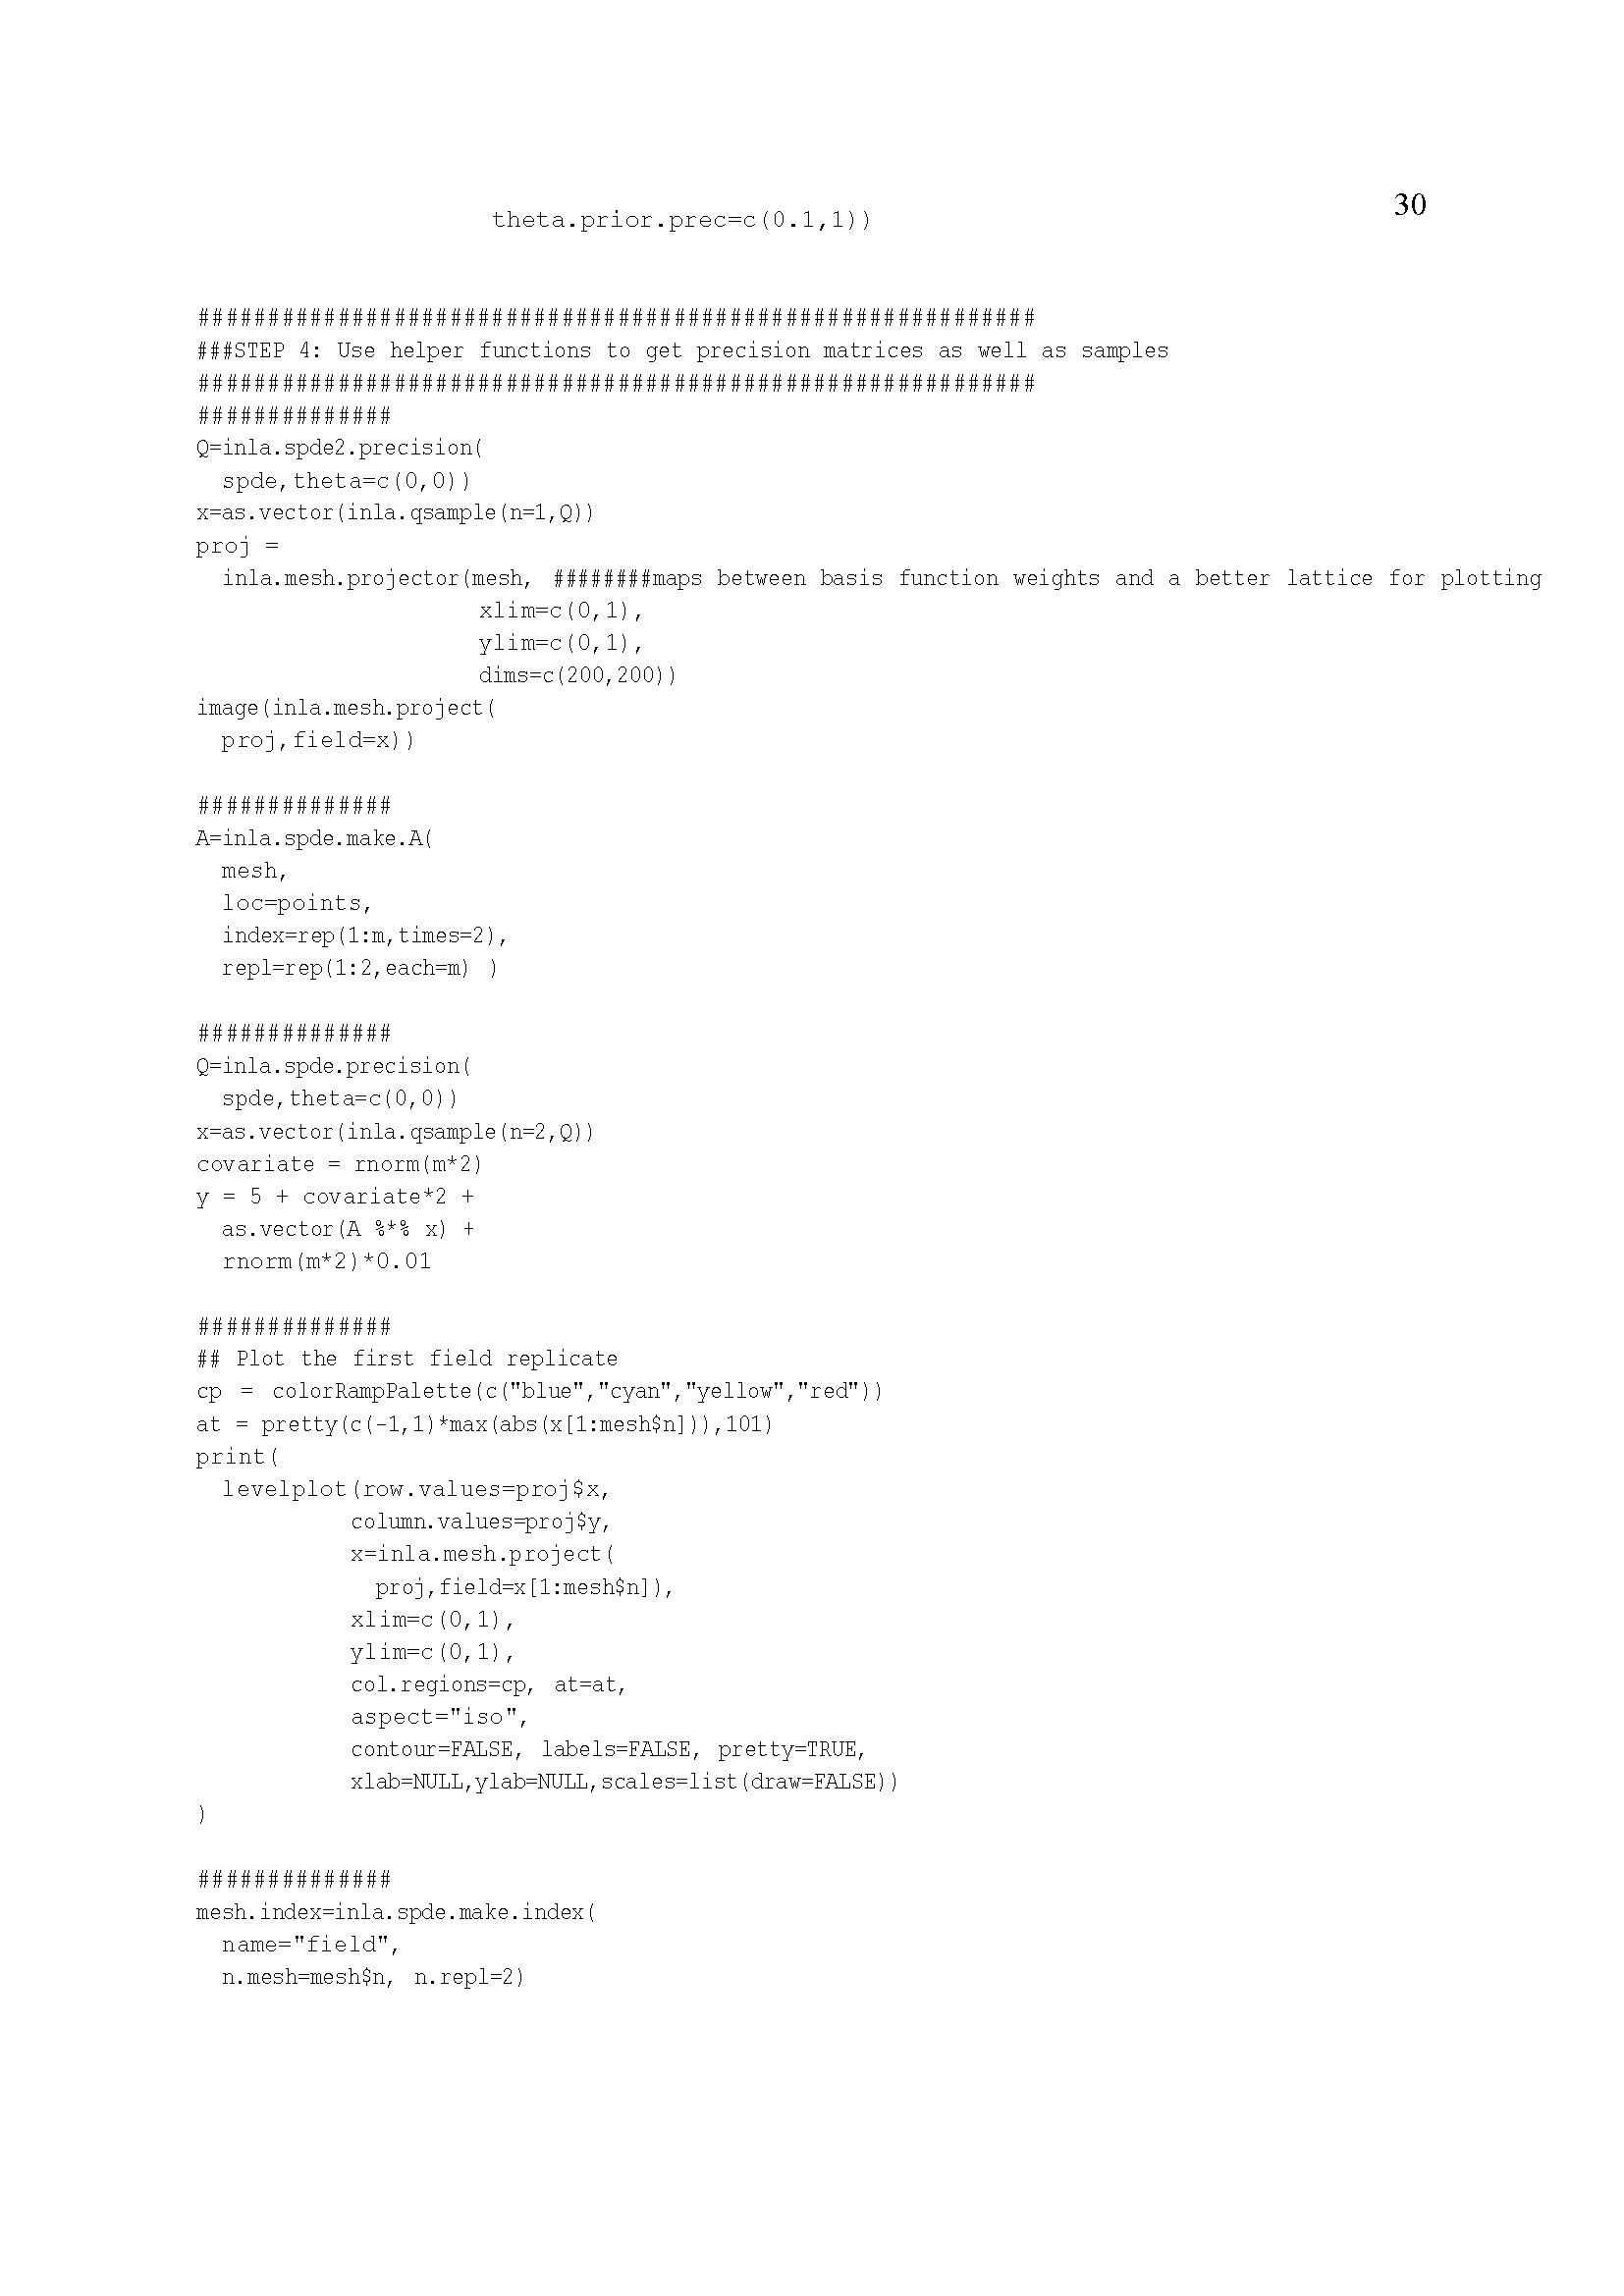 30
theta.prior.prec=c(0.1,1))
############################################################
###STEP 4: Use helper functions to get precision matrices as well as samples
############################################################
##############
Q=inla.spde2.precision(
spde,theta=c(0,0))
x=as.vector(inla.qsample(n=1,Q))
proj =
inla.mesh.projector(mesh, ########maps between basis function weights and a better lattice for plotting
xlim=c(0,1),
ylim=c(0,1),
dims=c(200,200))
image(inla.mesh.project(
proj,field=x))
##############
A=inla.spde.make.A(
mesh,
loc=points,
index=rep(1:m,times=2),
repl=rep(1:2,each=m) )
##############
Q=inla.spde.precision(
spde,theta=c(0,0))
x=as.vector(inla.qsample(n=2,Q))
covariate = rnorm(m*2)
y = 5 + covariate*2 +
as.vector(A %*% x) +
rnorm(m*2)*0.01
##############
## Plot the first field replicate
cp = colorRampPalette(c("blue","cyan","yellow","red"))
at = pretty(c(-1,1)*max(abs(x[1:mesh$n])),101)
print(
levelplot(row.values=proj$x,
column.values=proj$y,
x=inla.mesh.project(
proj,field=x[1:mesh$n]),
xlim=c(0,1),
ylim=c(0,1),
col.regions=cp, at=at,
aspect="iso",
contour=FALSE, labels=FALSE, pretty=TRUE,
xlab=NULL,ylab=NULL,scales=list(draw=FALSE))
)
##############
mesh.index=inla.spde.make.index(
name="field",
n.mesh=mesh$n, n.repl=2)